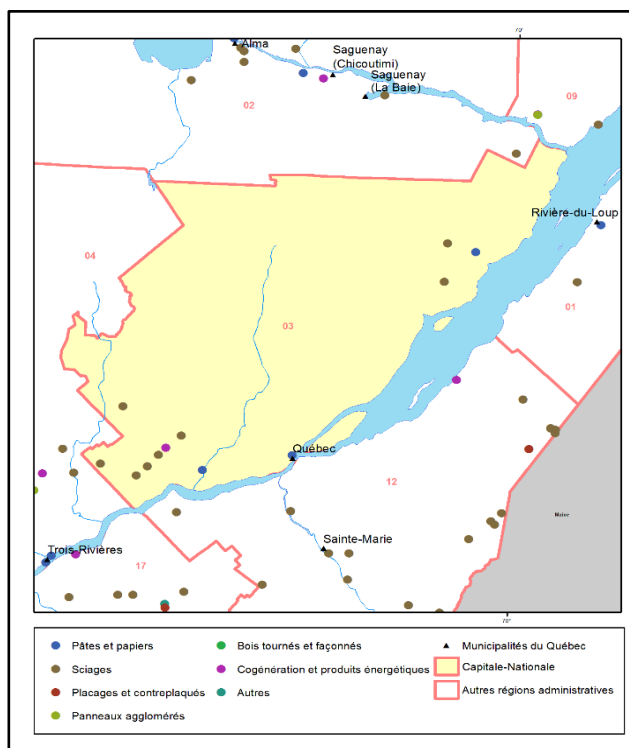 70°
Alma
Saguenay
(Chicoutimi)
Saguenay
(La Baie)
02
09
Rivière-du-Loup
04
01
03
Québec
12
Maine
Sainte-Marie
Trois-Rivières
17
70°
Pâtes et papiers
Sciages
Placages et contreplaqués
Panneaux agglomérés
Bois tournés et façonnés
Cogénération et produits énergétiques
Autres
Municipalités du Québec
Capitale-Nationale
Autres régions administratives